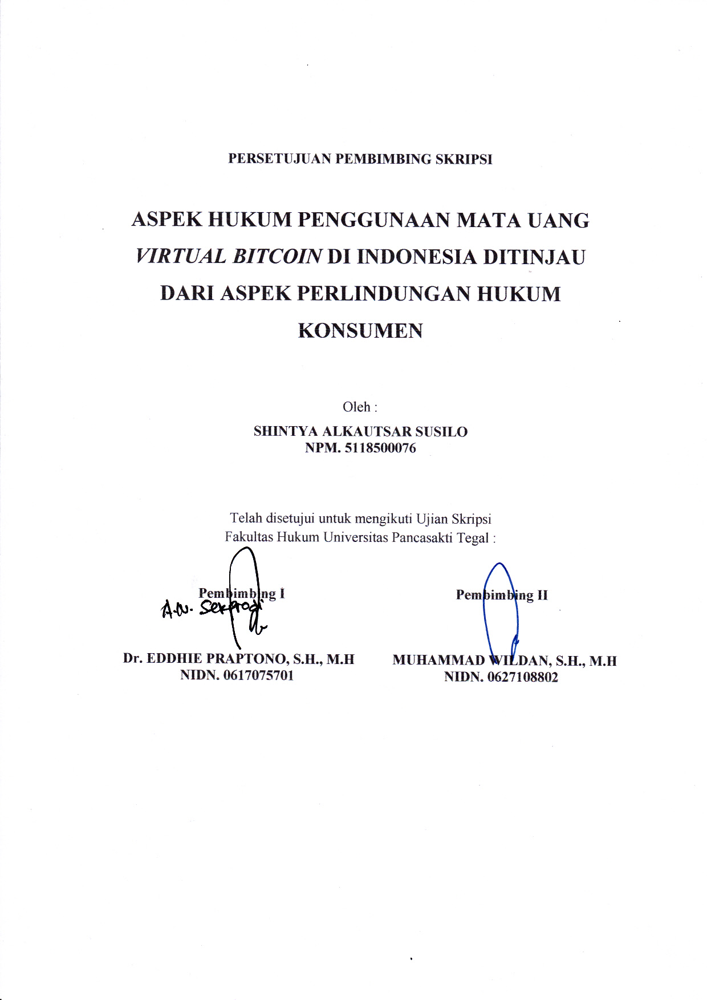 PERSETUJUAN PEMBIMBING SKRIPSI
ASPEK HUKUM PENGGUNAAN MATA UANG
VIRTUAL BITCOIN DI INDONESIA DITINJAU
DARI ASPEK PERLINDUNGAN HUKUM
KONSUMEN
Oleh :
SHINTYA ALKAUTSAR SUSILO
NPM. 5118500076
Telah disetujui untuk mengikuti Ujian Skripsi
Fakultas Hukum Universitas Pancasakti Tegal :
Pembimbing I
A.N. Sekprodi
Dr. EDDHIE PRAPTONO, S.H., M.H
NIDN. 0617075701
Pembimbing II
MUHAMMAD WILDAN, S.H., M.H
NIDN. 0627108802